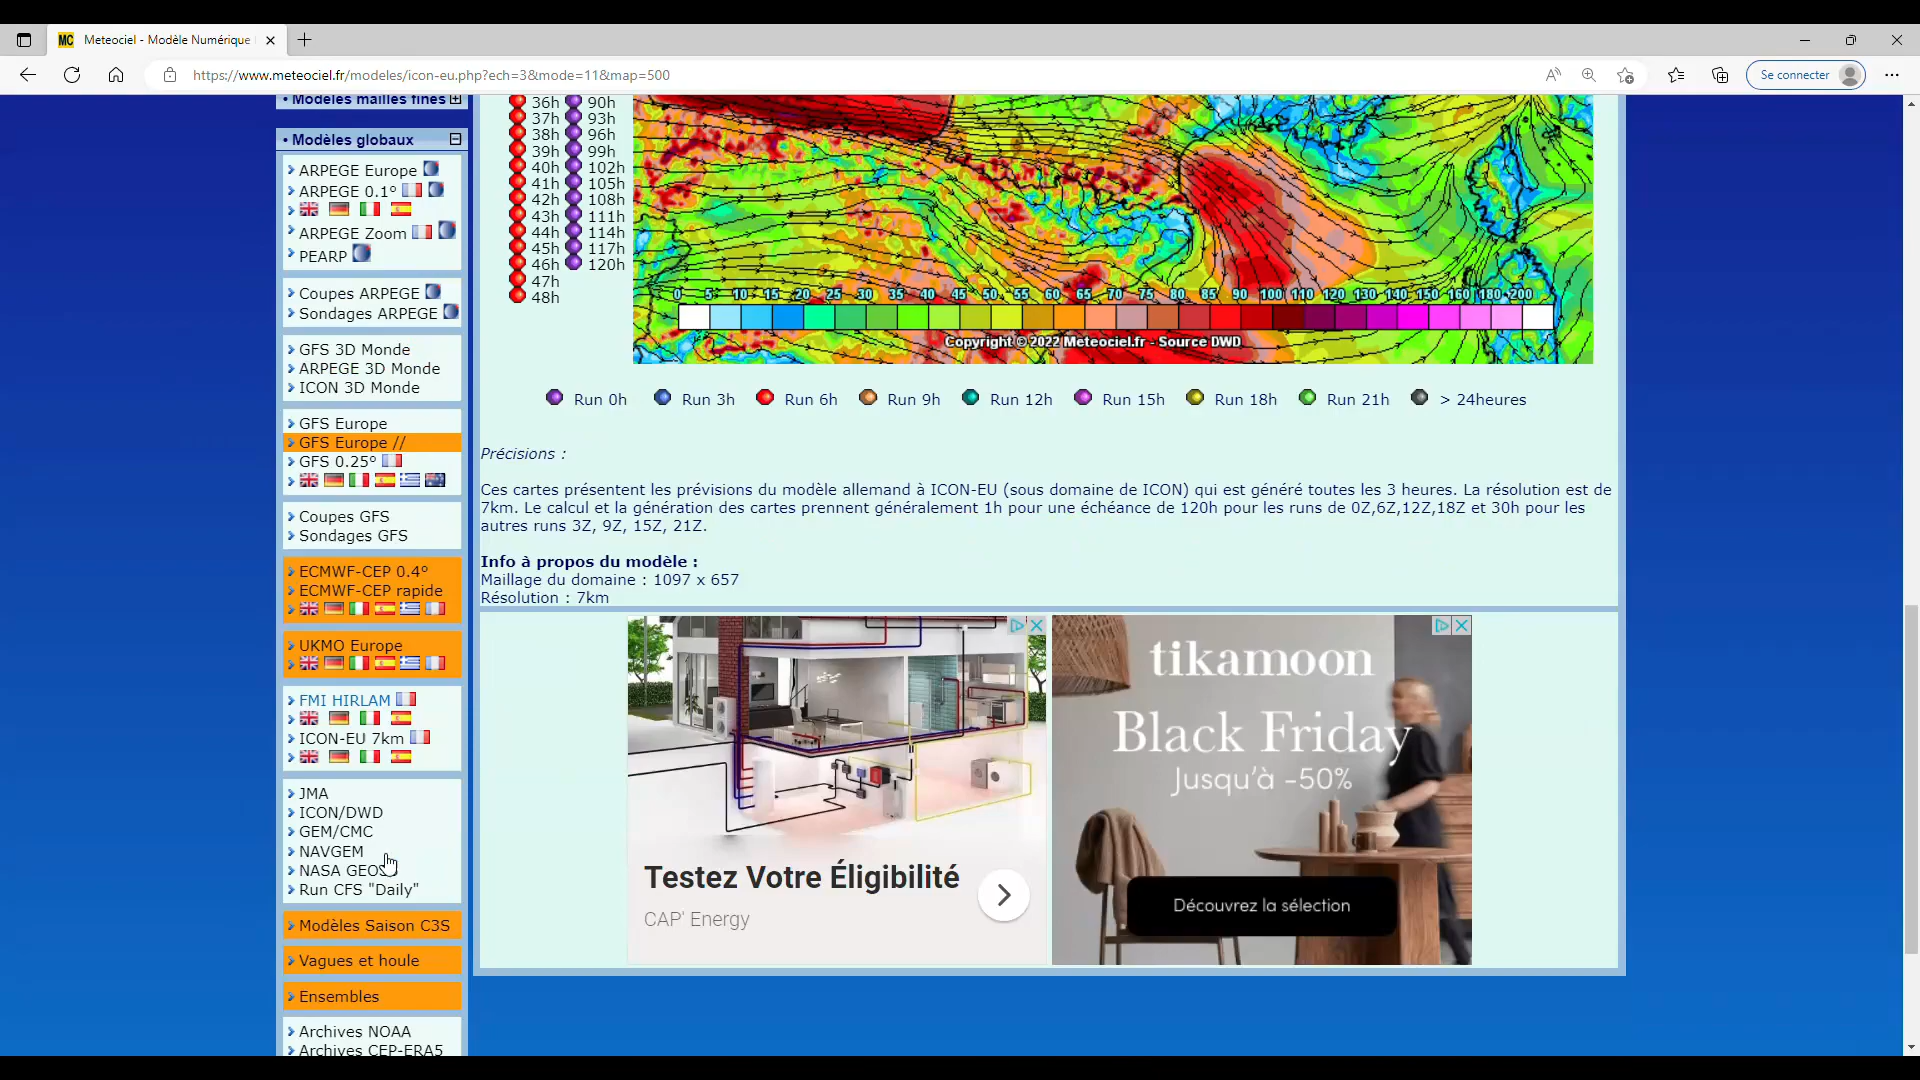 MC Meteociel - Modèle Numérique
https://www.meteociel.fr/modeles/icon-eu.php?ech=3&mode=11&map=500
Se connecter
• Modèles mailles fines
• Modèles globaux
ARPEGE Europe
ARPEGE 0.1°
ARPEGE Zoom
PEARP
Coupes ARPEGE
Sondages ARPEGE
GFS 3D Monde
ARPEGE 3D Monde
ICON 3D Monde
GFS Europe
GFS Europe //
GFS 0.25°
Coupes GFS
Sondages GFS
ECMWF-CEP 0.4°
ECMWF-CEP rapide
UKMO Europe
FMI HIRLAM
ICON-EU 7km
JMA
ICON/DWD
GEM/CMC
NAVGEM
NASA GEOS
Run CFS "Daily"
Modèles Saison C3S
Vagues et houle
Ensembles
Archives NOAA
Archives CEP-ERA5
36h 90h
37h 93h
38h 96h
39h 99h
40h 102h
41h 105h
42h 108h
43h 111h
44h 114h
45h 117h
46h 120h
47h
48h
0 5 10 15 20 25 30 35 40 45 50 55 60 65 70 75 80 85 90 100 110 120 130 140 150 160 180 200
Copyright © 2022 Meteociel.fr - Source DWD
Run 0h Run 3h Run 6h Run 9h Run 12h Run 15h Run 18h Run 21h > 24heures
Précisions :
Ces cartes présentent les prévisions du modèle allemand à ICON-EU (sous domaine de ICON) qui est généré toutes les 3 heures. La résolution est de
7km. Le calcul et la génération des cartes prennent généralement 1h pour une échéance de 120h pour les runs de 0Z,6Z,12Z,18Z et 30h pour les
autres runs 3Z, 9Z, 15Z, 21Z.
Info à propos du modèle :
Maillage du domaine : 1097 x 657
Résolution : 7km
Testez Votre Éligibilité
CAP' Energy
tikamoon
Black Friday
Jusqu'à -50%
Découvrez la sélection